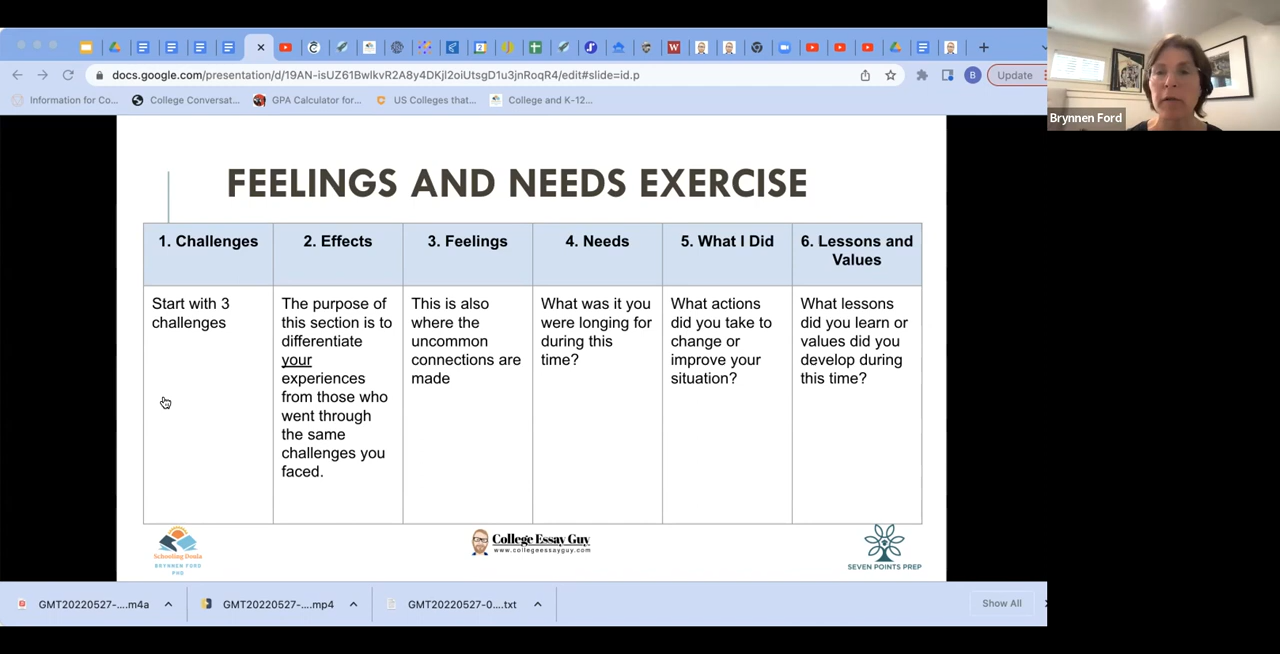 docs.google.com/presentation/d/19AN-isUZ61BwlkvR2A8y4DKjl2oiUtsgD1u3jnRoqR4/edit#slide=id.p
B
Update
Information for Co...
College Conversat...
GPA Calculator for...
US Colleges that...
College and K-12...
Brynnen Ford
FEELINGS AND NEEDS EXERCISE
1. Challenges
2. Effects
3. Feelings
4. Needs
5. What I Did
6. Lessons and
Values
Start with 3
challenges
The purpose of
this section is to
differentiate
your
experiences
from those who
went through
the same
challenges you
faced.
This is also
where the
uncommon
connections are
made
What was it you
were longing for
during this
time?
What actions
did you take to
change or
improve your
situation?
What lessons
did you learn or
values did you
develop during
this time?
Schooling Doula
BRYNNEN FORD
PHD
College Essay Guy
www.collegeessayguy.com
SEVEN POINTS PREP
GMT20220527-....m4a
GMT20220527-....mp4
GMT20220527-0....txt
Show All